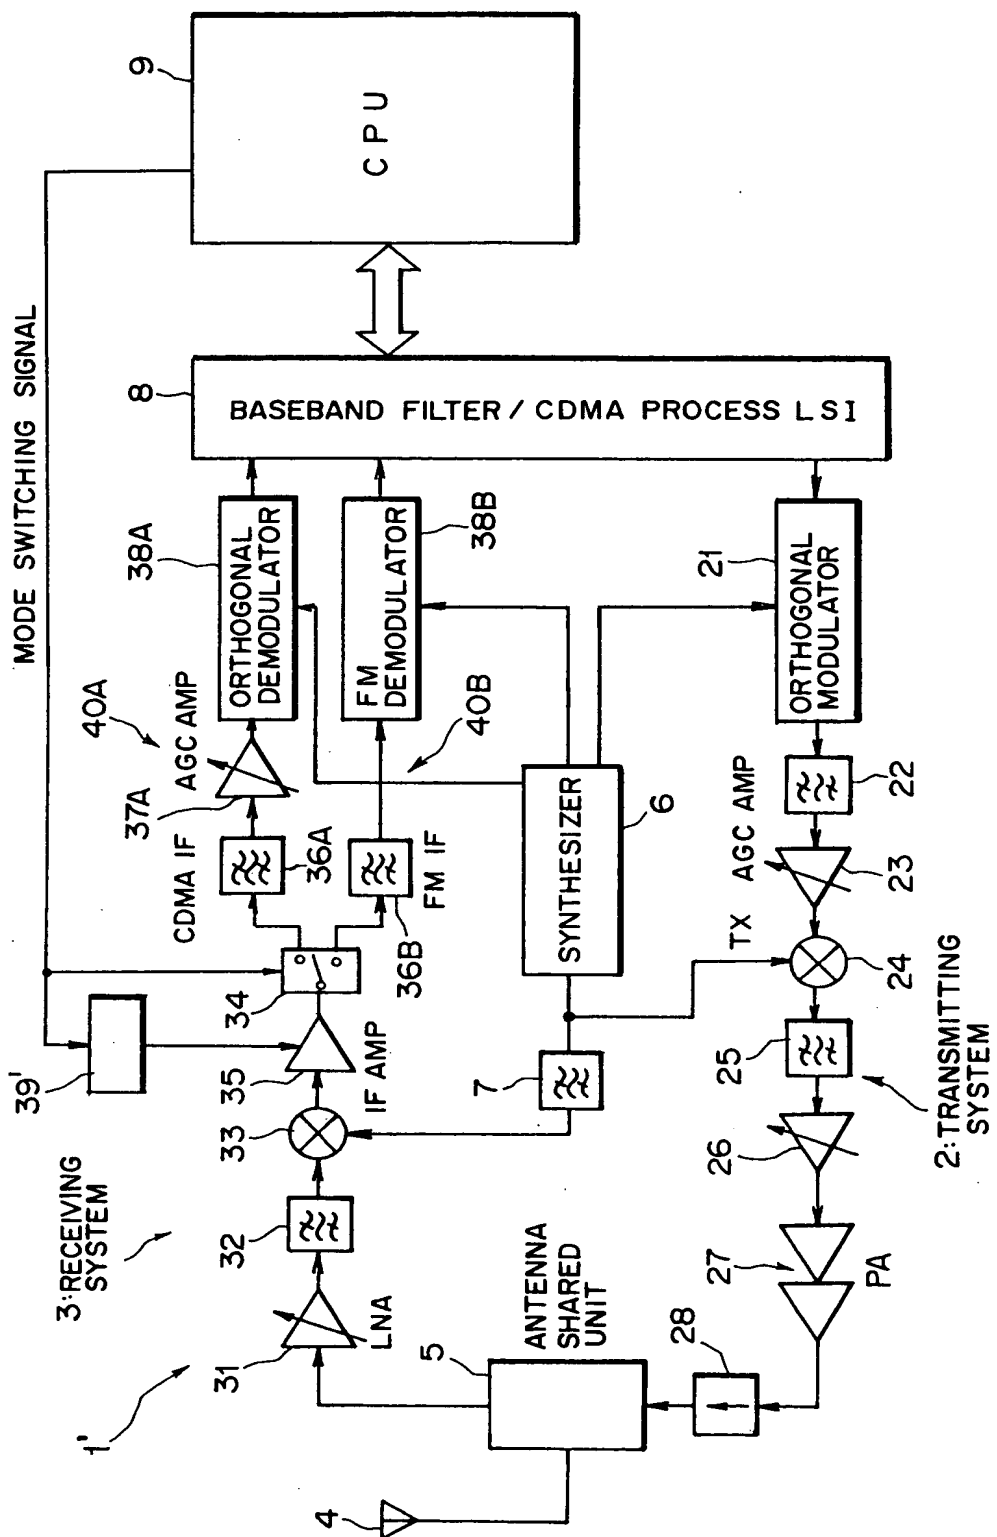 MODE SWITCHING SIGNAL
9
CPU
8
BASEBAND FILTER / CDMA PROCESS LSI
38A
ORTHOGONAL
DEMODULATOR
38B
FM
DEMODULATOR
40A
40B
AGC AMP
37A
CDMA IF
36A
FM IF
36B
34
39'
35
IF AMP
33
32
3:RECEIVING
SYSTEM
31
LNA
1'
4
5
ANTENNA
SHARED
UNIT
7
SYNTHESIZER
6
21
ORTHOGONAL
MODULATOR
22
AGC AMP
23
TX
24
25
2:TRANSMITTING
SYSTEM
26
27
PA
28